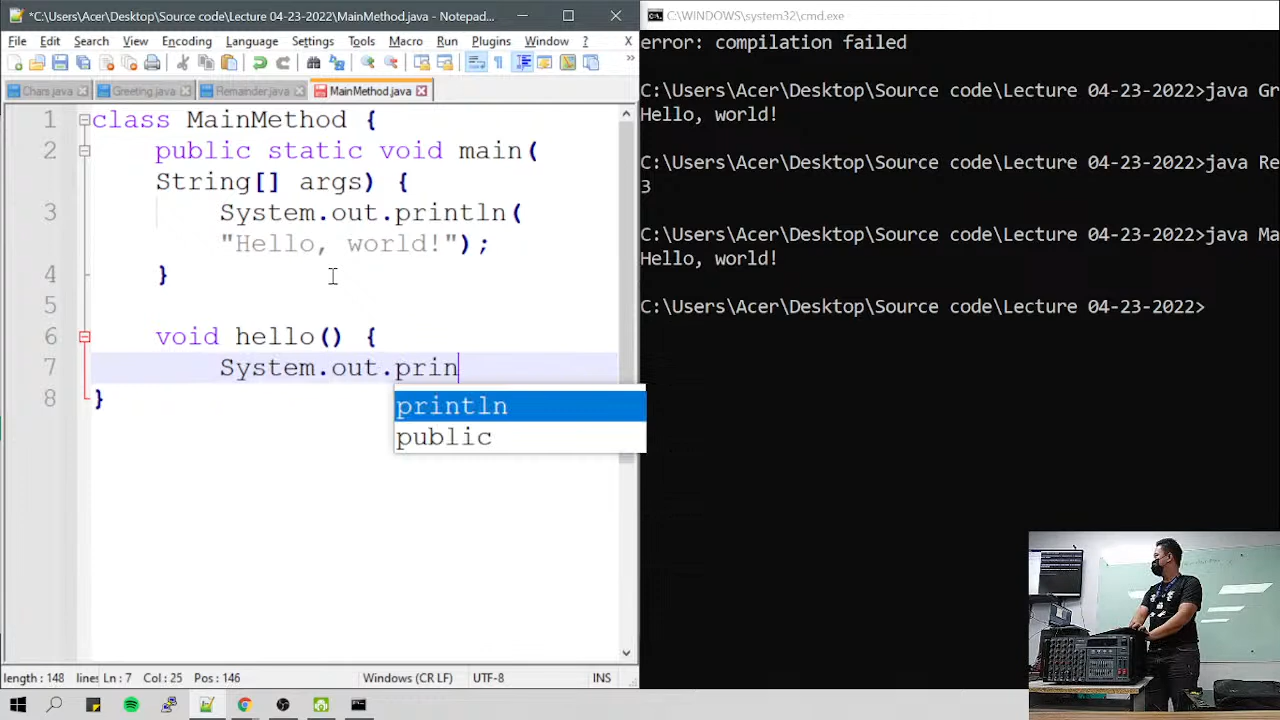 *C:\Users\Acer\Desktop\Source code\Lecture 04-23-2022\MainMethod.java - Notepad...
File Edit Search View Encoding Language Settings Tools Macro Run Plugins Window ? X
Chars.java Greeting.java Remainder.java MainMethod.java
1 class MainMethod {
2 public static void main(
String[] args) {
3 System.out.println(
"Hello, world!");
4 }
5
6 void hello() {
7 System.out.prin
8 }
println
public
length : 148 Ln : 7 Col : 25 Pos : 146 Windows (CR LF) UTF-8 INS
C:\WINDOWS\system32\cmd.exe
error: compilation failed
C:\Users\Acer\Desktop\Source code\Lecture 04-23-2022>java Gr
Hello, world!
C:\Users\Acer\Desktop\Source code\Lecture 04-23-2022>java Re
3
C:\Users\Acer\Desktop\Source code\Lecture 04-23-2022>java Ma
Hello, world!
C:\Users\Acer\Desktop\Source code\Lecture 04-23-2022>